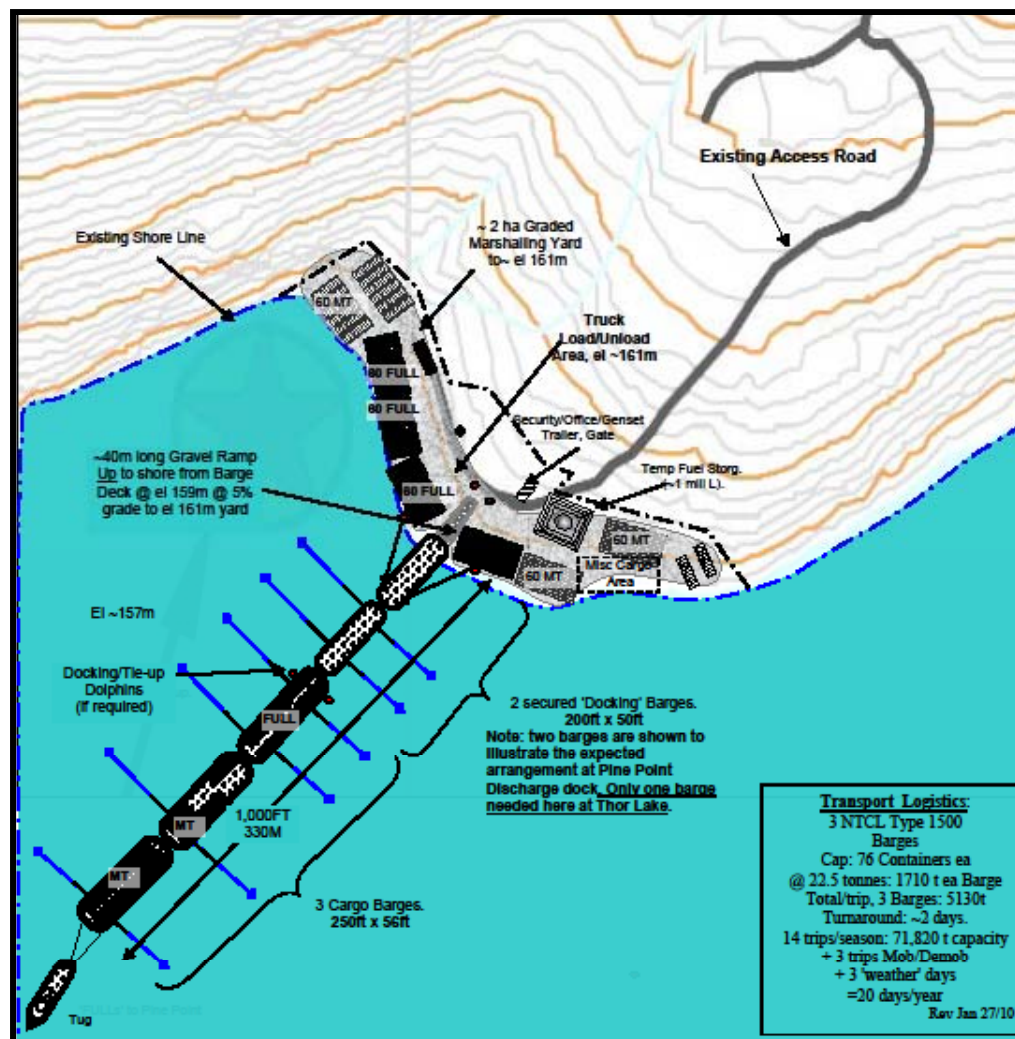 Existing Access Road
Existing Shore Line
~ 2 ha Graded
Marshalling Yard
to~ el 161m
60 MT
Truck
Load/Unload
Area, el ~161m
60 FULL
60 FULL
Security/Office/Genset
Trailer, Gate
~40m long Gravel Ramp
Up to shore from Barge
Deck @ el 159m @ 5%
grade to el 161m yard
Temp Fuel Storg.
(~1 mill L).
60 FULL
60 MT
Misc Cargo
Area
60 MT
El ~157m
Docking/Tie-up
Dolphins
(if required)
FULL
2 secured 'Docking' Barges.
200ft x 50ft
Note: two barges are shown to
illustrate the expected
arrangement at Pine Point
Discharge dock. Only one barge
needed here at Thor Lake.
MT
1,000FT
330M
MT
3 Cargo Barges.
250ft x 56ft
Tug
'FULLs' to Pine Point
Transport Logistics:
3 NTCL Type 1500
Barges
Cap: 76 Containers ea
@ 22.5 tonnes: 1710 t ea Barge
Total/trip, 3 Barges: 5130t
Turnaround: ~2 days.
14 trips/season: 71,820 t capacity
+ 3 trips Mob/Demob
+ 3 'weather' days
=20 days/year
Rev Jan 27/10